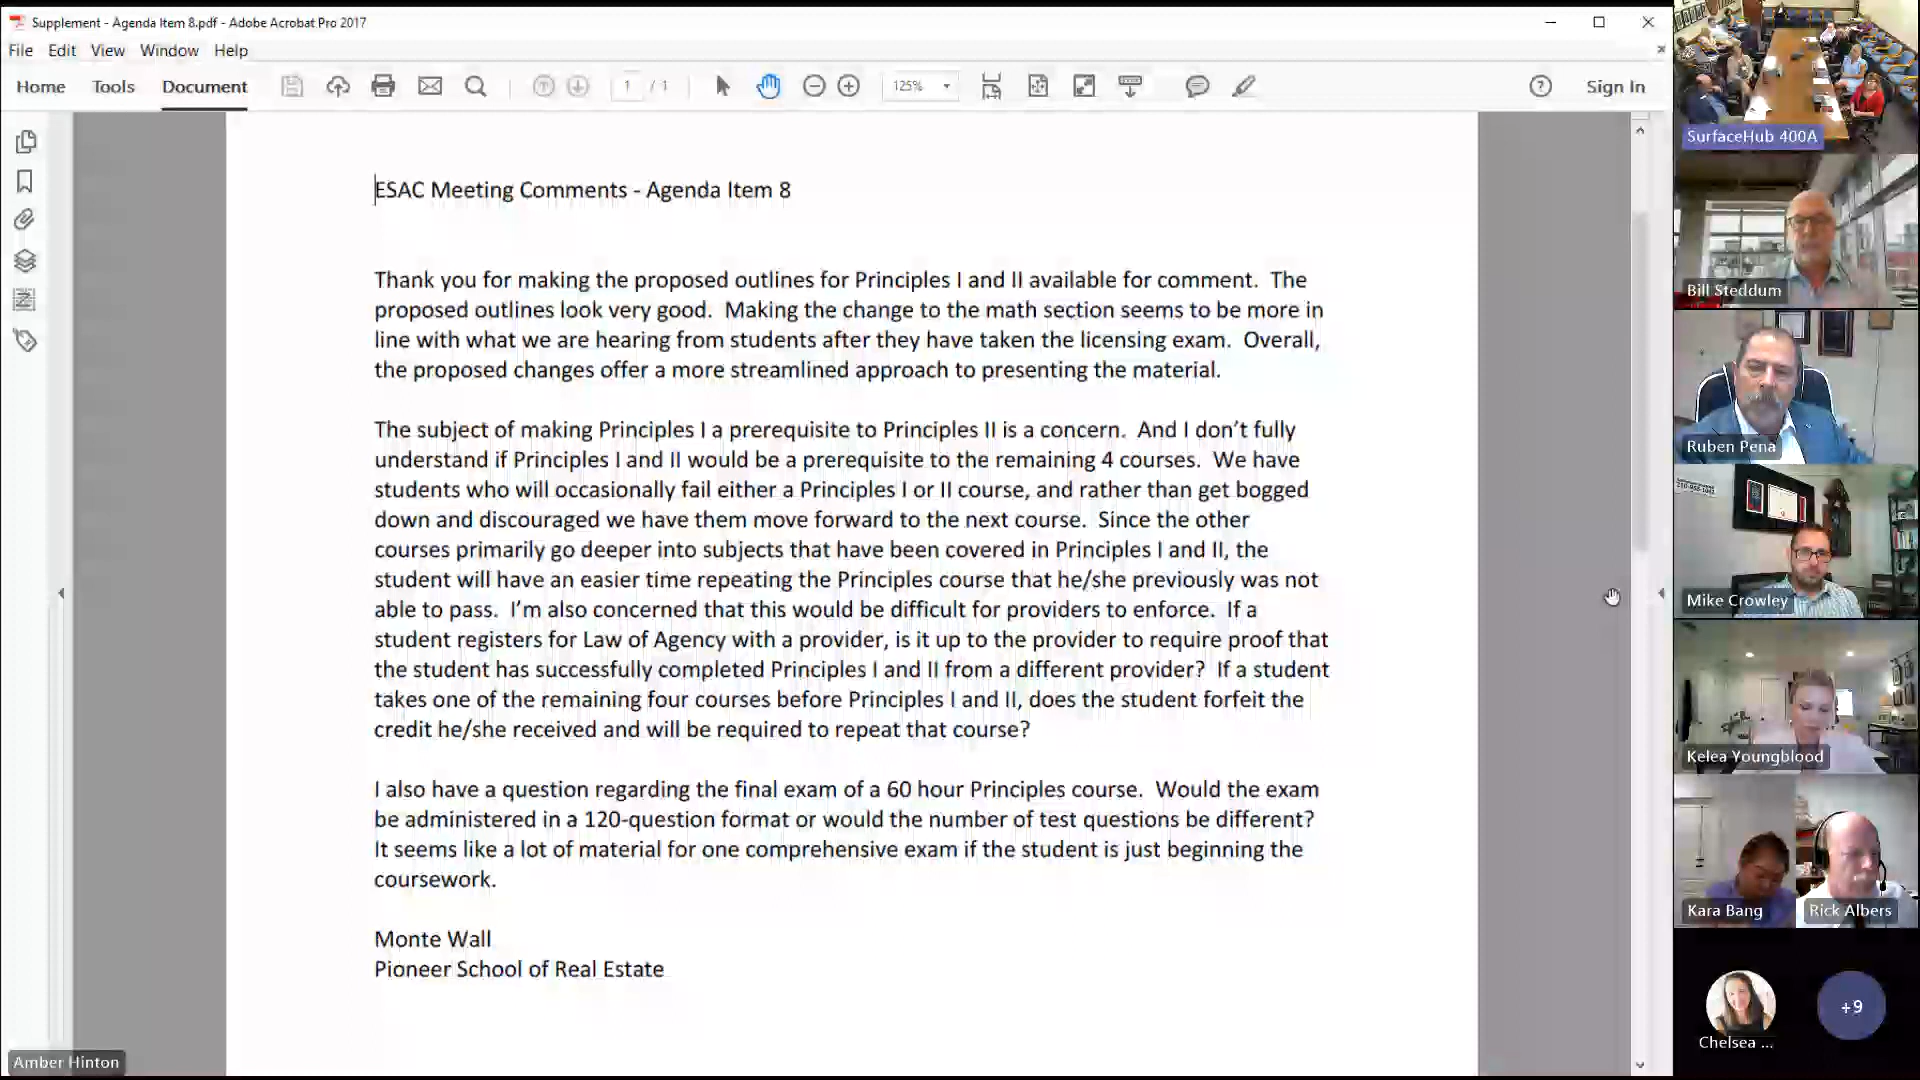 Supplement - Agenda Item 8.pdf - Adobe Acrobat Pro 2017
File Edit View Window Help
Home Tools Document 1 / 1 125% Sign In
ESAC Meeting Comments - Agenda Item 8
Thank you for making the proposed outlines for Principles I and II available for comment. The
proposed outlines look very good. Making the change to the math section seems to be more in
line with what we are hearing from students after they have taken the licensing exam. Overall,
the proposed changes offer a more streamlined approach to presenting the material.
The subject of making Principles I a prerequisite to Principles II is a concern. And I don’t fully
understand if Principles I and II would be a prerequisite to the remaining 4 courses. We have
students who will occasionally fail either a Principles I or II course, and rather than get bogged
down and discouraged we have them move forward to the next course. Since the other
courses primarily go deeper into subjects that have been covered in Principles I and II, the
student will have an easier time repeating the Principles course that he/she previously was not
able to pass. I’m also concerned that this would be difficult for providers to enforce. If a
student registers for Law of Agency with a provider, is it up to the provider to require proof that
the student has successfully completed Principles I and II from a different provider? If a student
takes one of the remaining four courses before Principles I and II, does the student forfeit the
credit he/she received and will be required to repeat that course?
I also have a question regarding the final exam of a 60 hour Principles course. Would the exam
be administered in a 120-question format or would the number of test questions be different?
It seems like a lot of material for one comprehensive exam if the student is just beginning the
coursework.
Monte Wall
Pioneer School of Real Estate
Amber Hinton
SurfaceHub 400A
Bill Steddum
Ruben Pena
Mike Crowley
Kelea Youngblood
Kara Bang
Rick Albers
Chelsea ...
+9